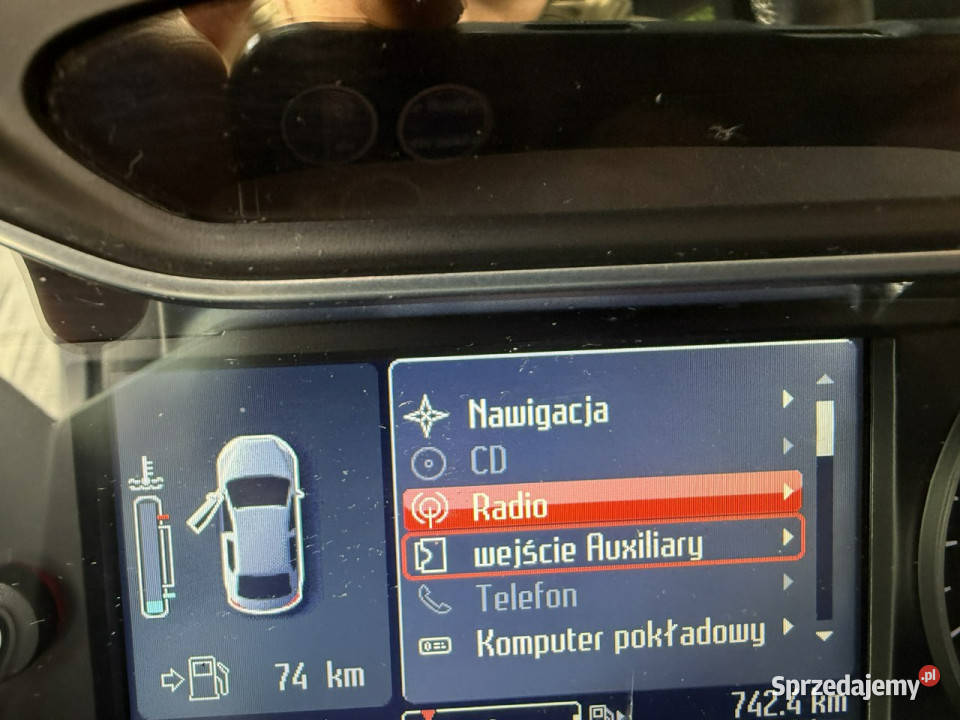 Nawigacja
CD
Radio
wejście Auxiliary
Telefon
Komputer pokładowy
74 km
742.4 km
Sprzedajemy.pl